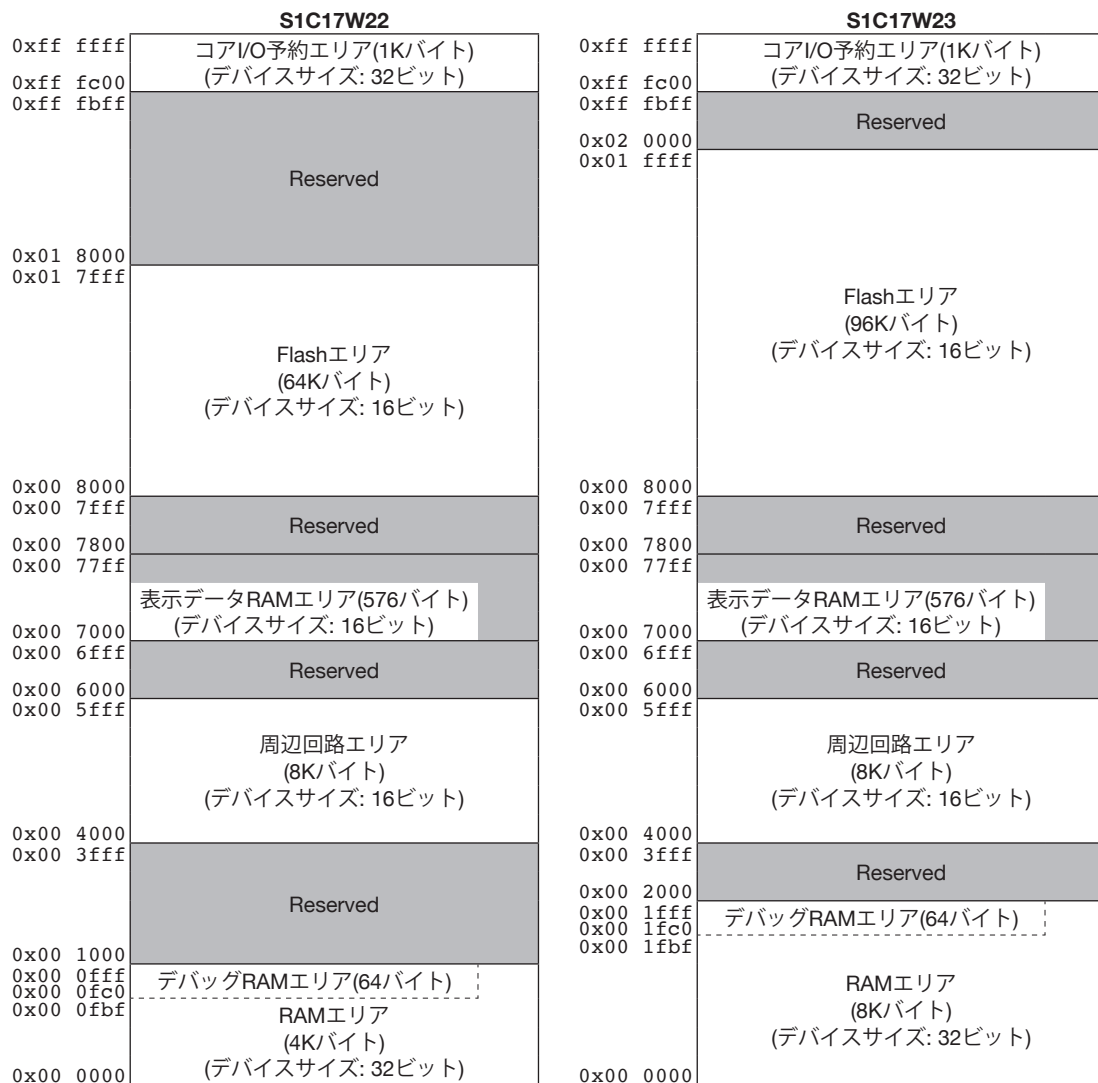 S1C17W22
0xff ffff
コアI/O予約エリア(1Kバイト)
(デバイスサイズ: 32ビット)
0xff fc00
0xff fbff
Reserved
0x01 8000
0x01 7fff
Flashエリア
(64Kバイト)
(デバイスサイズ: 16ビット)
0x00 8000
0x00 7fff
Reserved
0x00 7800
0x00 77ff
表示データRAMエリア(576バイト)
(デバイスサイズ: 16ビット)
0x00 7000
0x00 6fff
Reserved
0x00 6000
0x00 5fff
周辺回路エリア
(8Kバイト)
(デバイスサイズ: 16ビット)
0x00 4000
0x00 3fff
Reserved
0x00 1000
0x00 0fff
デバッグRAMエリア(64バイト)
0x00 0fc0
0x00 0fbf
RAMエリア
(4Kバイト)
(デバイスサイズ: 32ビット)
0x00 0000
S1C17W23
0xff ffff
コアI/O予約エリア(1Kバイト)
(デバイスサイズ: 32ビット)
0xff fc00
0xff fbff
Reserved
0x02 0000
0x01 ffff
Flashエリア
(96Kバイト)
(デバイスサイズ: 16ビット)
0x00 8000
0x00 7fff
Reserved
0x00 7800
0x00 77ff
表示データRAMエリア(576バイト)
(デバイスサイズ: 16ビット)
0x00 7000
0x00 6fff
Reserved
0x00 6000
0x00 5fff
周辺回路エリア
(8Kバイト)
(デバイスサイズ: 16ビット)
0x00 4000
0x00 3fff
Reserved
0x00 2000
0x00 1fff
デバッグRAMエリア(64バイト)
0x00 1fc0
0x00 1fbf
RAMエリア
(8Kバイト)
(デバイスサイズ: 32ビット)
0x00 0000